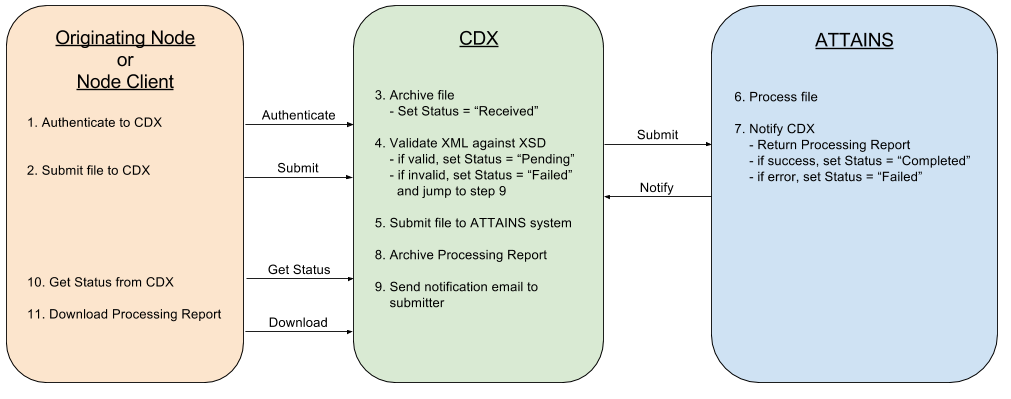 Originating Node
or
Node Client
1. Authenticate to CDX
2. Submit file to CDX
10. Get Status from CDX
11. Download Processing Report
Authenticate
Submit
Get Status
Download
CDX
3. Archive file
- Set Status = “Received”
4. Validate XML against XSD
- if valid, set Status = “Pending”
- if invalid, set Status = “Failed”
and jump to step 9
5. Submit file to ATTAINS system
8. Archive Processing Report
9. Send notification email to
submitter
Submit
Notify
ATTAINS
6. Process file
7. Notify CDX
- Return Processing Report
- if success, set Status = “Completed”
- if error, set Status = “Failed”